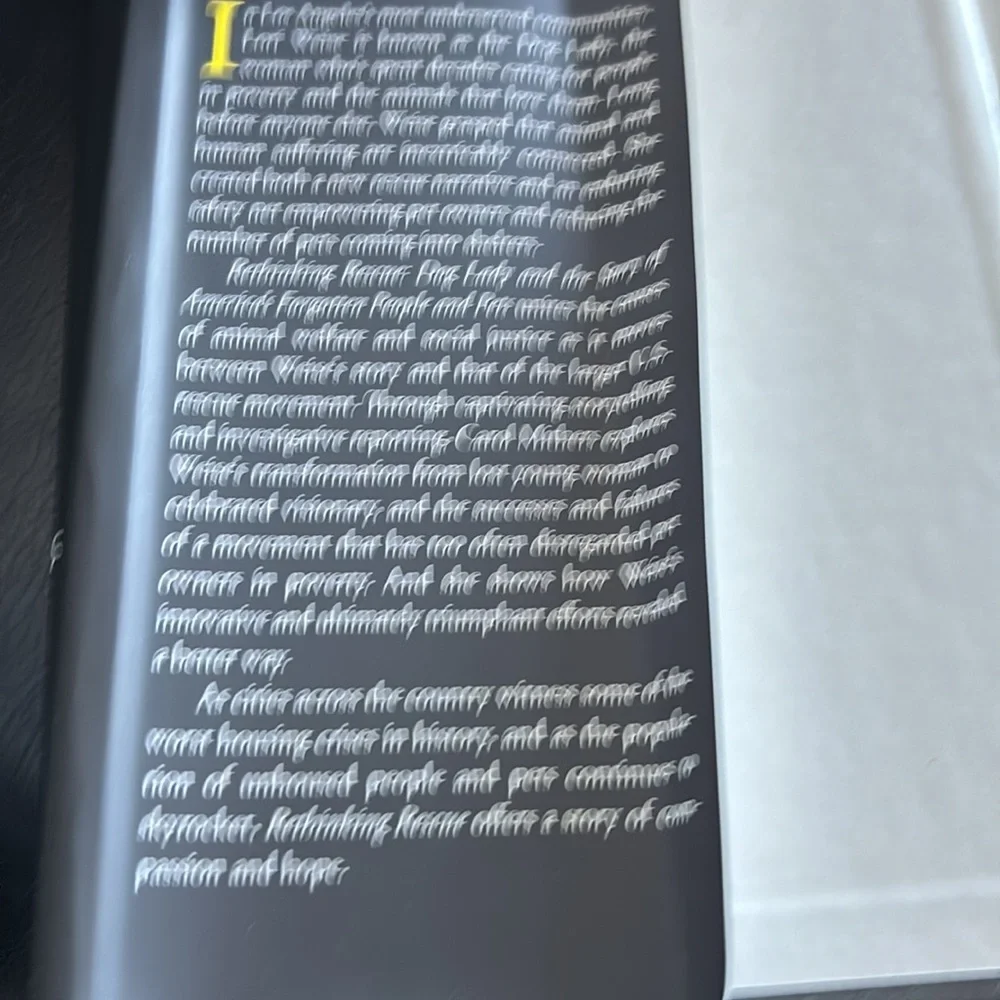 In Los Angeles's most underserved communities,
Lori Weise is known as the Dog Lady, the
woman who's spent decades caring for people
in poverty and the animals that love them. Long
before anyone else, Weise grasped that animal and
human suffering are inextricably connected. She
created both a new rescue narrative and an enduring
safety net empowering pet owners and reducing the
number of pets coming into shelters.
Rethinking Rescue: Dog Lady and the Story of
America's Forgotten People and Pets unites the causes
of animal welfare and social justice as it moves
between Weise's story and that of the larger U.S.
rescue movement. Through captivating storytelling
and investigative reporting, Carol Mithers explores
Weise's transformation from lost young woman to
celebrated visionary, and the successes and failures
of a movement that has too often disregarded pet
owners in poverty. And she shows how Weise's
innovative and ultimately triumphant efforts revealed
a better way.
As cities across the country witness some of the
worst housing crises in history, and as the popula-
tion of unhoused people and pets continues to
skyrocket, Rethinking Rescue offers a story of com-
passion and hope.